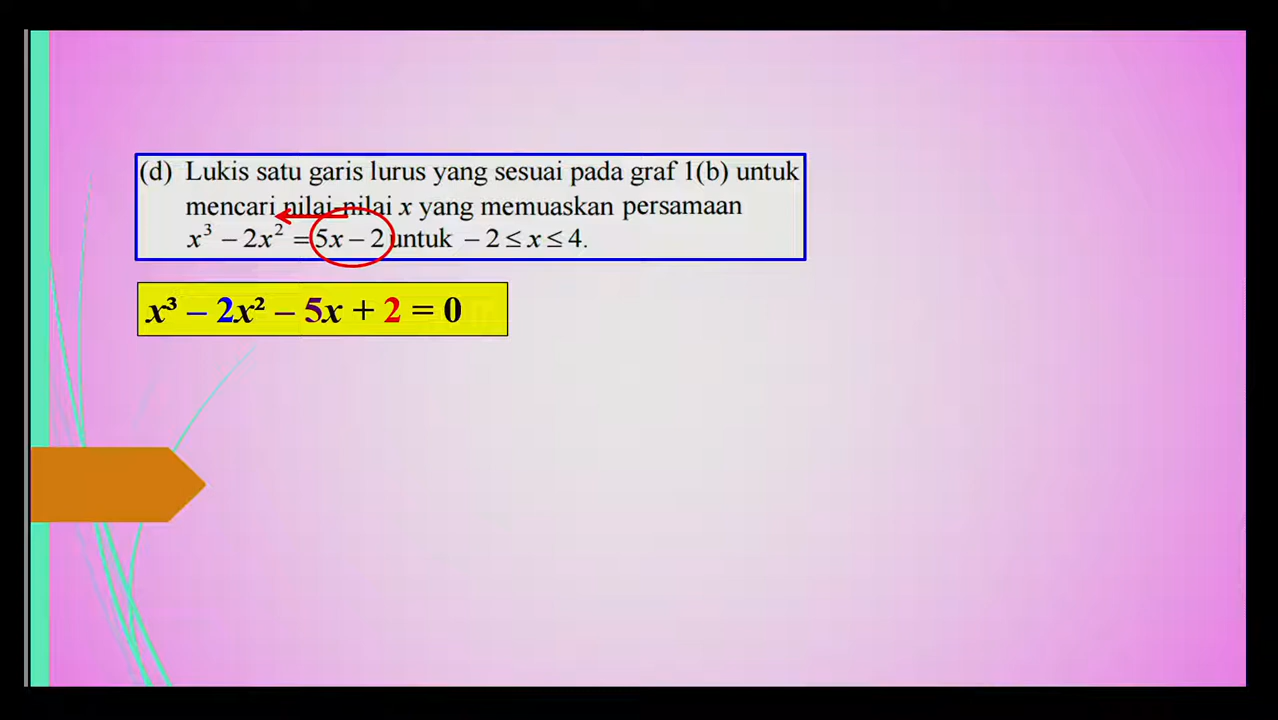 (d) Lukis satu garis lurus yang sesuai pada graf 1(b) untuk
mencari nilai-nilai x yang memuaskan persamaan
x³ − 2x² = 5x − 2 untuk − 2 ≤ x ≤ 4.
x³ – 2x² – 5x + 2 = 0